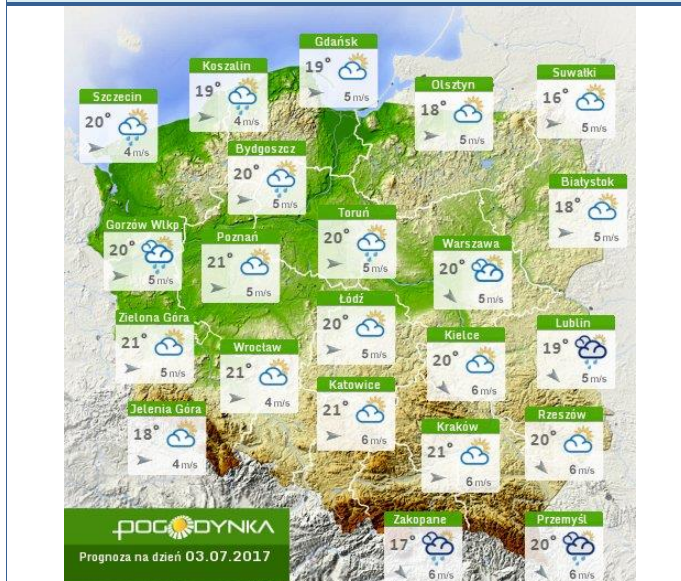 Gdańsk
19°
5 m/s
Koszalin
19°
4 m/s
Szczecin
20°
4 m/s
Olsztyn
18°
5 m/s
Suwałki
16°
5 m/s
Bydgoszcz
20°
5 m/s
Białystok
18°
5 m/s
Gorzów Wlkp.
20°
5 m/s
Poznań
21°
5 m/s
Toruń
20°
5 m/s
Warszawa
20°
5 m/s
Zielona Góra
21°
5 m/s
Łódź
20°
5 m/s
Wrocław
21°
4 m/s
Kielce
20°
6 m/s
Lublin
19°
5 m/s
Katowice
21°
6 m/s
Jelenia Góra
18°
4 m/s
Kraków
21°
6 m/s
Rzeszów
20°
6 m/s
Zakopane
17°
6 m/s
Przemyśl
20°
6 m/s
POGODYNKA
Prognoza na dzień 03.07.2017